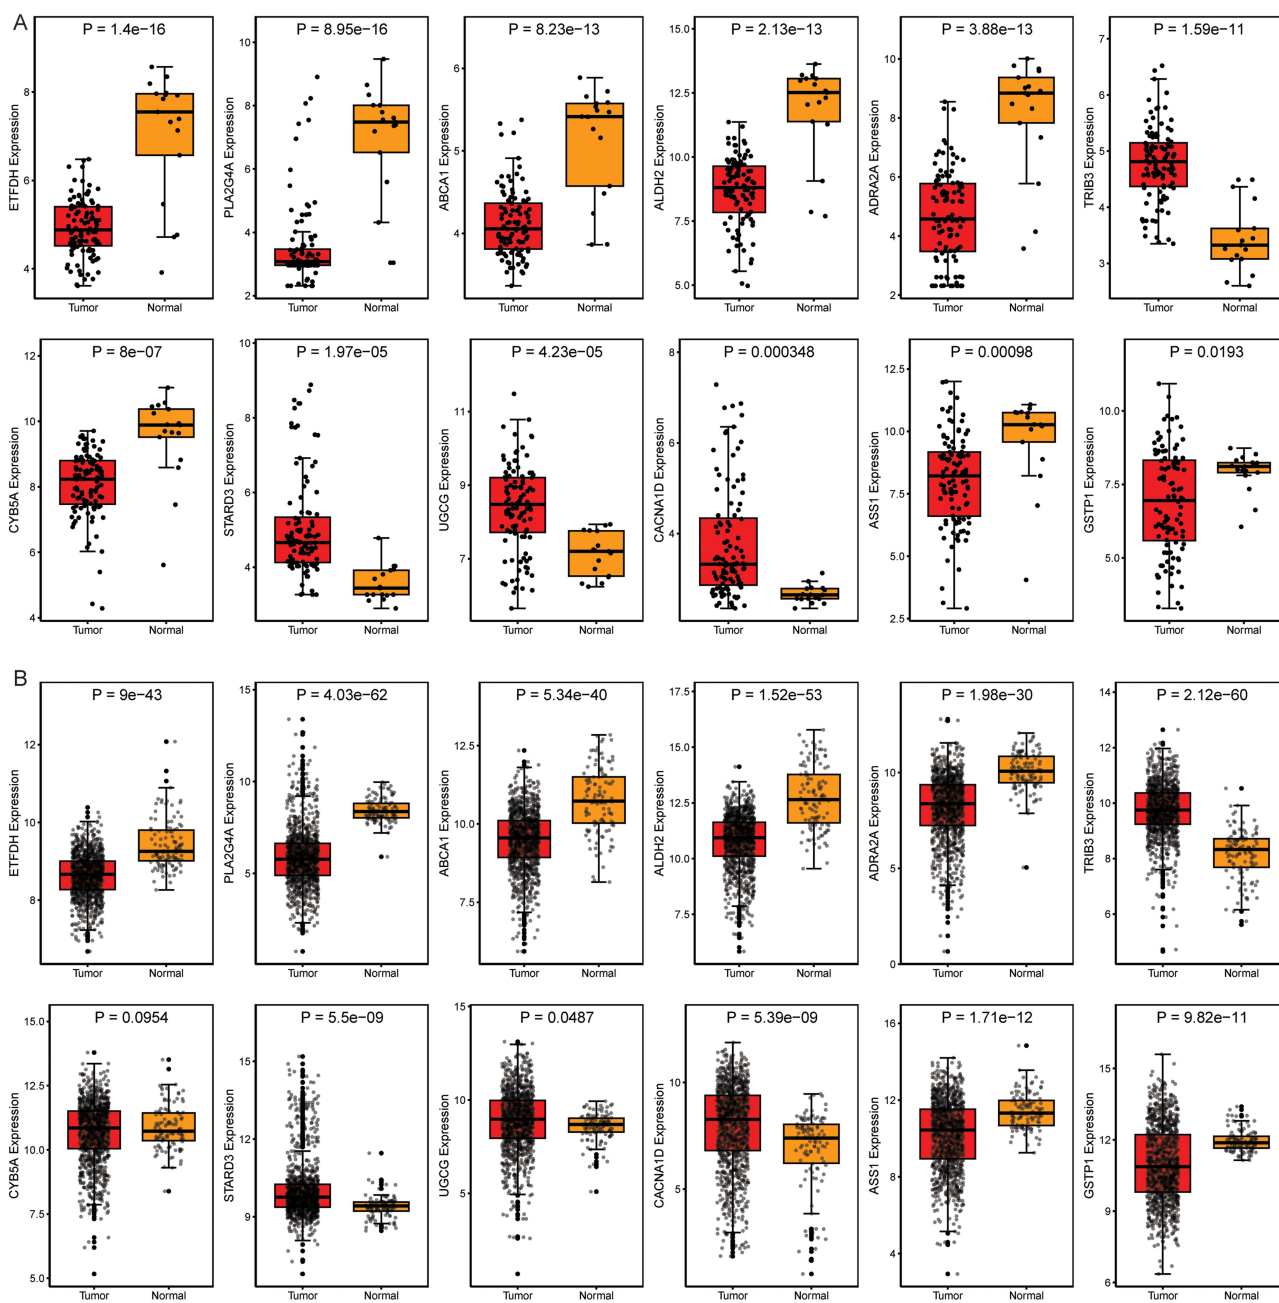 A
P = 1.4e−16
ETFDH Expression
8
6
4
Tumor Normal
P = 8.95e−16
PLA2G4A Expression
10
8
6
4
2
Tumor Normal
P = 8.23e−13
ABCA1 Expression
6
5
4
Tumor Normal
P = 2.13e−13
ALDH2 Expression
15.0
12.5
10.0
7.5
5.0
Tumor Normal
P = 3.88e−13
ADRA2A Expression
10
8
6
4
2
Tumor Normal
P = 1.59e−11
TRIB3 Expression
7
6
5
4
3
Tumor Normal
P = 8e−07
CYB5A Expression
12
10
8
6
4
Tumor Normal
P = 1.97e−05
STARD3 Expression
10
8
6
4
Tumor Normal
P = 4.23e−05
UGCG Expression
11
9
7
Tumor Normal
P = 0.000348
CACNA1D Expression
8
6
4
Tumor Normal
P = 0.00098
ASS1 Expression
12.5
10.0
7.5
5.0
2.5
Tumor Normal
P = 0.0193
GSTP1 Expression
10.0
7.5
5.0
Tumor Normal
B
P = 9e−43
ETFDH Expression
12
10
8
Tumor Normal
P = 4.03e−62
PLA2G4A Expression
15
10
5
Tumor Normal
P = 5.34e−40
ABCA1 Expression
12.5
10.0
7.5
Tumor Normal
P = 1.52e−53
ALDH2 Expression
17.5
15.0
12.5
10.0
7.5
Tumor Normal
P = 1.98e−30
ADRA2A Expression
10
5
0
Tumor Normal
P = 2.12e−60
TRIB3 Expression
14
12
10
8
6
Tumor Normal
P = 0.0954
CYB5A Expression
15.0
12.5
10.0
7.5
5.0
Tumor Normal
P = 5.5e−09
STARD3 Expression
15
12
9
Tumor Normal
P = 0.0487
UGCG Expression
15
10
5
Tumor Normal
P = 5.39e−09
CACNA1D Expression
10
5
Tumor Normal
P = 1.71e−12
ASS1 Expression
16
12
8
4
Tumor Normal
P = 9.82e−11
GSTP1 Expression
15
12
9
6
Tumor Normal